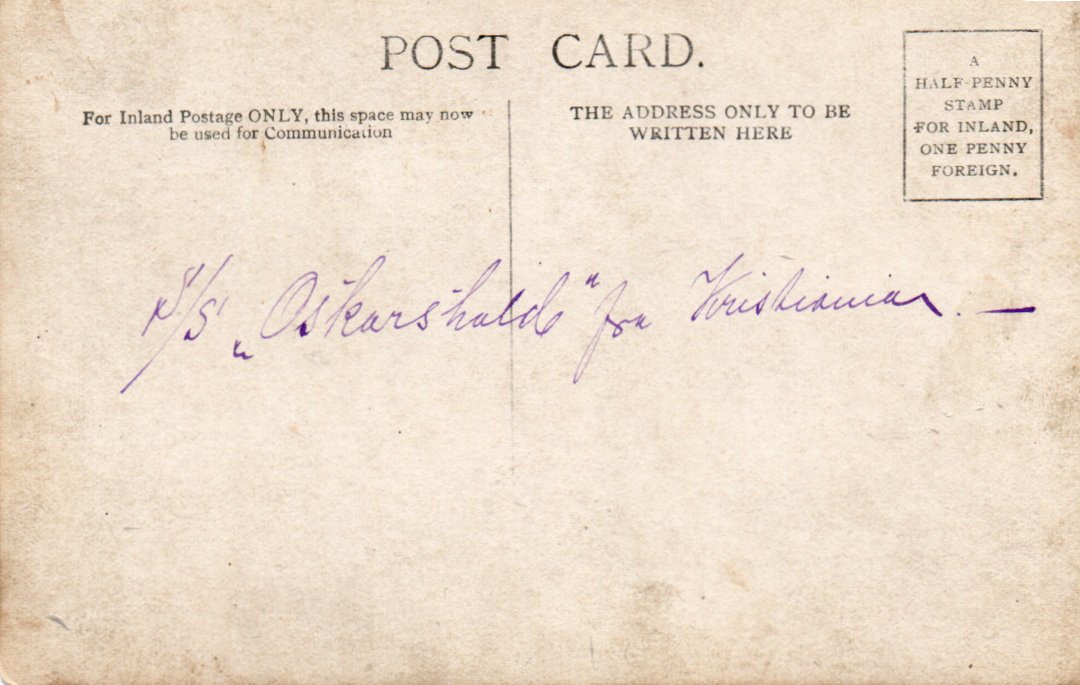 POST CARD.
For Inland Postage ONLY, this space may now
be used for Communication
THE ADDRESS ONLY TO BE
WRITTEN HERE
A
HALF-PENNY
STAMP
FOR INLAND,
ONE PENNY
FOREIGN.
S/S „Oskarshald" fra Kristiania. —